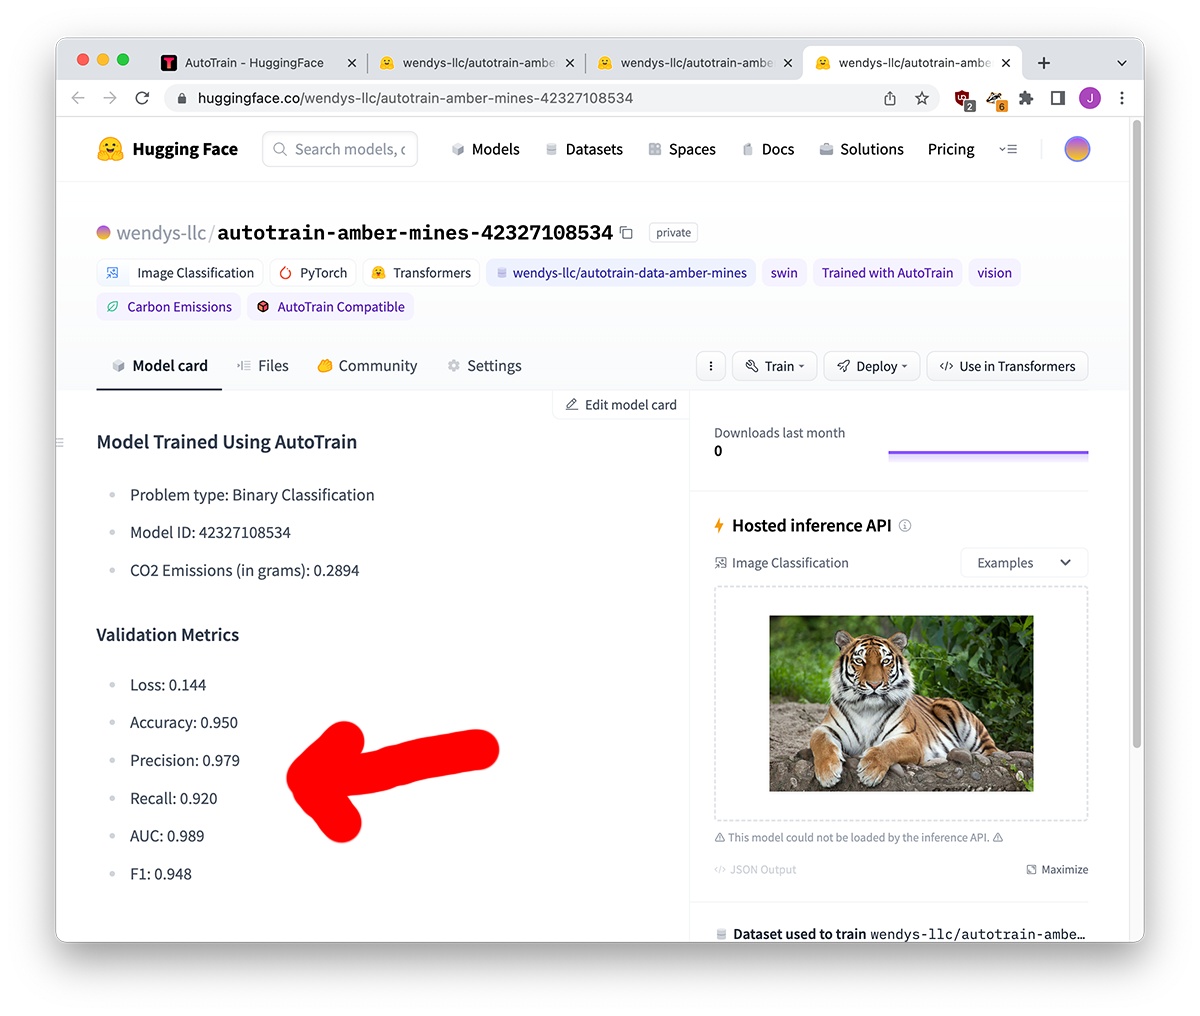 AutoTrain - HuggingFace
wendys-llc/autotrain-ambe
wendys-llc/autotrain-ambe
wendys-llc/autotrain-ambe
huggingface.co/wendys-llc/autotrain-amber-mines-42327108534
2
6
J
Hugging Face
Search models, c
Models
Datasets
Spaces
Docs
Solutions
Pricing
wendys-llc/autotrain-amber-mines-42327108534
private
Image Classification
PyTorch
Transformers
wendys-llc/autotrain-data-amber-mines
swin
Trained with AutoTrain
vision
Carbon Emissions
AutoTrain Compatible
Model card
Files
Community
Settings
Train
Deploy
</> Use in Transformers
Edit model card
Model Trained Using AutoTrain
Problem type: Binary Classification
Model ID: 42327108534
CO2 Emissions (in grams): 0.2894
Validation Metrics
Loss: 0.144
Accuracy: 0.950
Precision: 0.979
Recall: 0.920
AUC: 0.989
F1: 0.948
Downloads last month
0
Hosted inference API
Image Classification
Examples
This model could not be loaded by the inference API.
</> JSON Output
Maximize
Dataset used to train wendys-llc/autotrain-ambe…